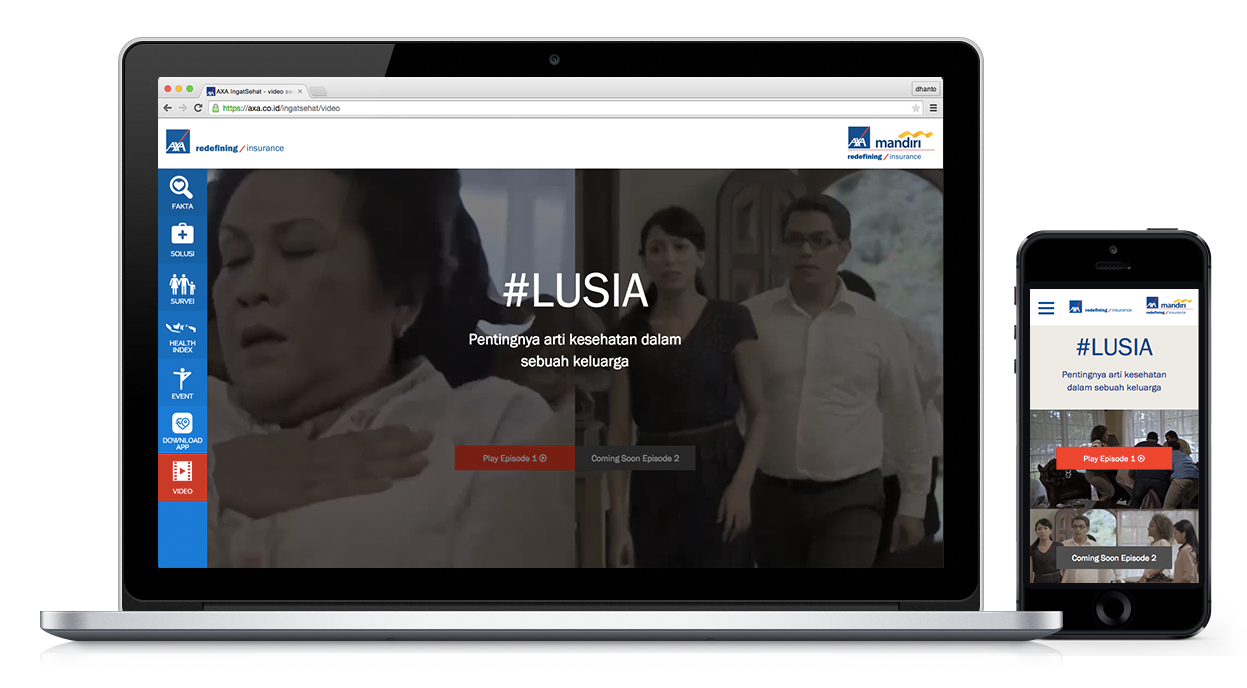 AXA IngatSehat - video se
dhanto
https://axa.co.id/ingatsehat/video
AXA
redefining / insurance
AXA mandiri
redefining / insurance
FAKTA
SOLUSI
SURVEI
HEALTH
INDEX
EVENT
DOWNLOAD
APP
VIDEO
#LUSIA
Pentingnya arti kesehatan dalam
sebuah keluarga
Play Episode 1
Coming Soon Episode 2
AXA
redefining / insurance
AXA mandiri
redefining / insurance
#LUSIA
Pentingnya arti kesehatan
dalam sebuah keluarga
Play Episode 1
Coming Soon Episode 2